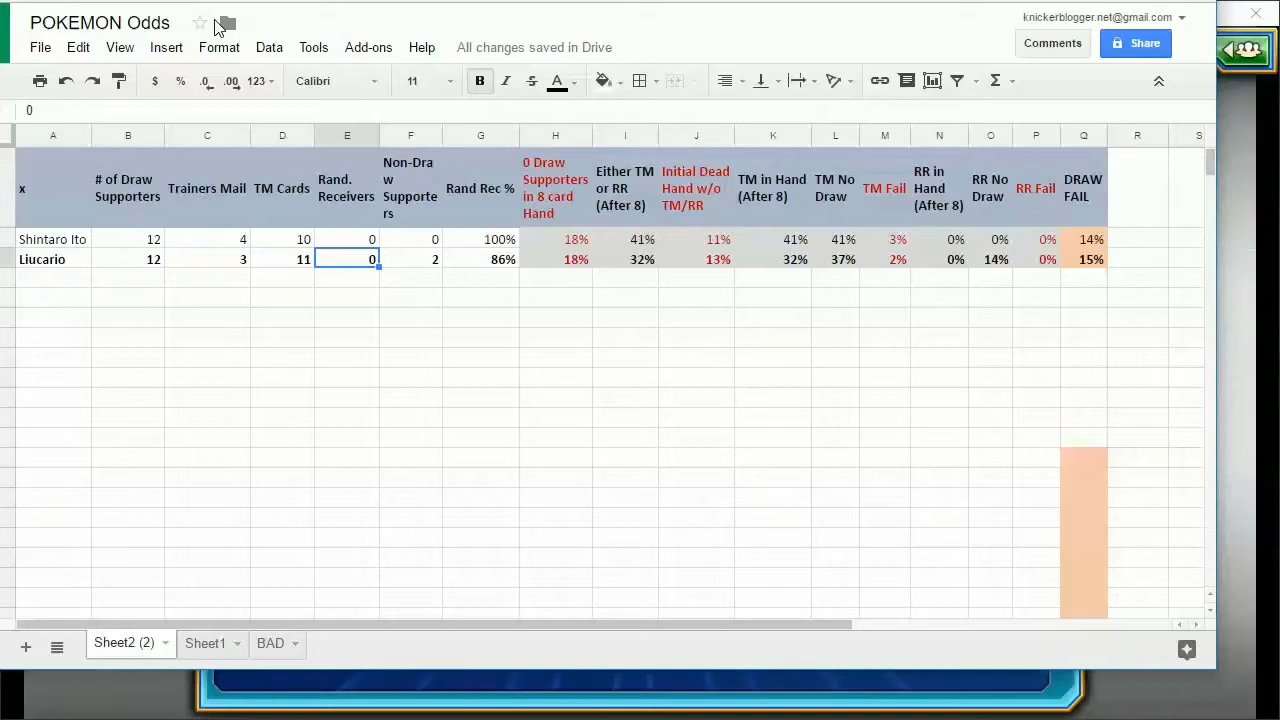 POKEMON Odds
knickerblogger.net@gmail.com
File Edit View Insert Format Data Tools Add-ons Help All changes saved in Drive
Comments Share
$ % .0 .00 123 Calibri 11 B I S A Σ
0
A B C D E F G H I J K L M N O P Q R S
x
# of Draw
Supporters
Trainers Mail
TM Cards
Rand.
Receivers
Non-Dra
w
Supporte
rs
Rand Rec %
0 Draw
Supporters
in 8 card
Hand
Either TM
or RR
(After 8)
Initial Dead
Hand w/o
TM/RR
TM in Hand
(After 8)
TM No
Draw
TM Fail
RR in
Hand
(After 8)
RR No
Draw
RR Fail
DRAW
FAIL
Shintaro Ito 12 4 10 0 0 100% 18% 41% 11% 41% 41% 3% 0% 0% 0% 14%
Liucario 12 3 11 0 2 86% 18% 32% 13% 32% 37% 2% 0% 14% 0% 15%
Sheet2 (2) Sheet1 BAD